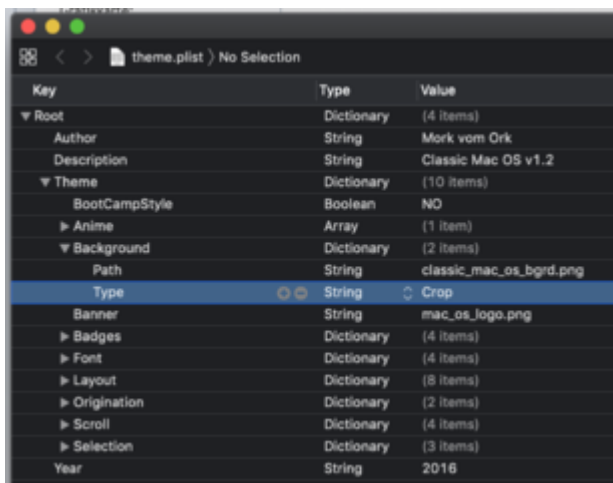 theme.plist 〉 No Selection
Key Type Value
Root Dictionary (4 items)
Author String Mork vom Ork
Description String Classic Mac OS v1.2
Theme Dictionary (10 items)
BootCampStyle Boolean NO
Anime Array (1 item)
Background Dictionary (2 items)
Path String classic_mac_os_bgrd.png
Type String Crop
Banner String mac_os_logo.png
Badges Dictionary (4 items)
Font Dictionary (4 items)
Layout Dictionary (8 items)
Origination Dictionary (2 items)
Scroll Dictionary (4 items)
Selection Dictionary (3 items)
Year String 2016